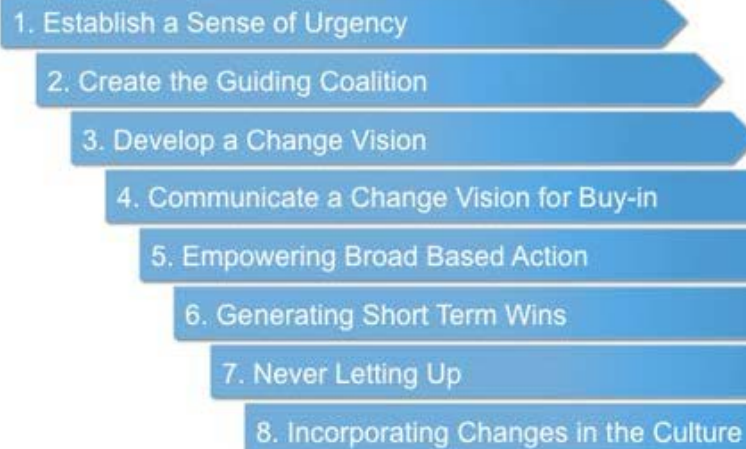 1. Establish a Sense of Urgency
2. Create the Guiding Coalition
3. Develop a Change Vision
4. Communicate a Change Vision for Buy-in
5. Empowering Broad Based Action
6. Generating Short Term Wins
7. Never Letting Up
8. Incorporating Changes in the Culture